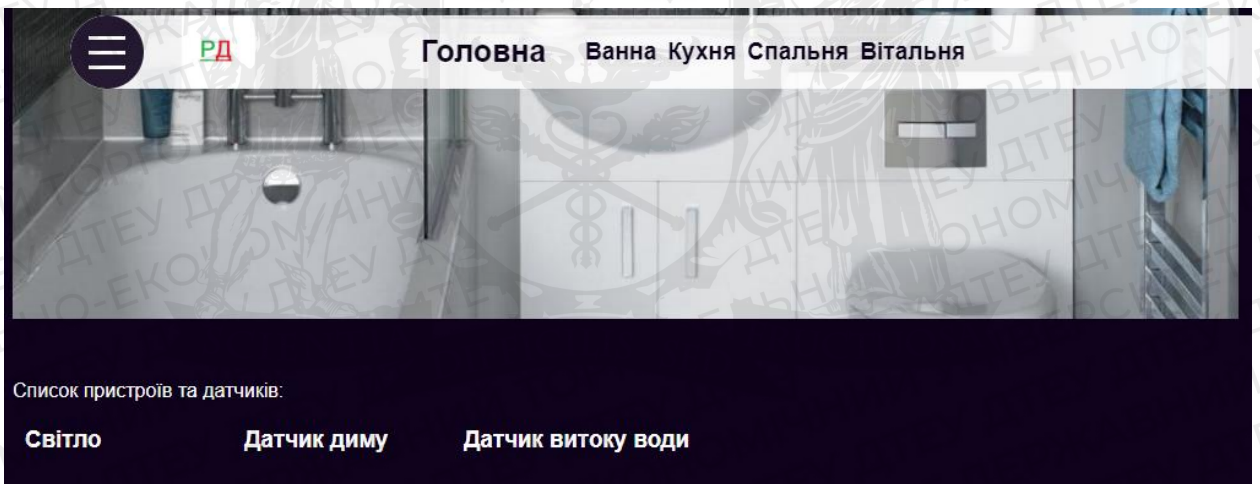 РД Головна Ванна Кухня Спальня Вітальня
Список пристроїв та датчиків:
Світло Датчик диму Датчик витоку води